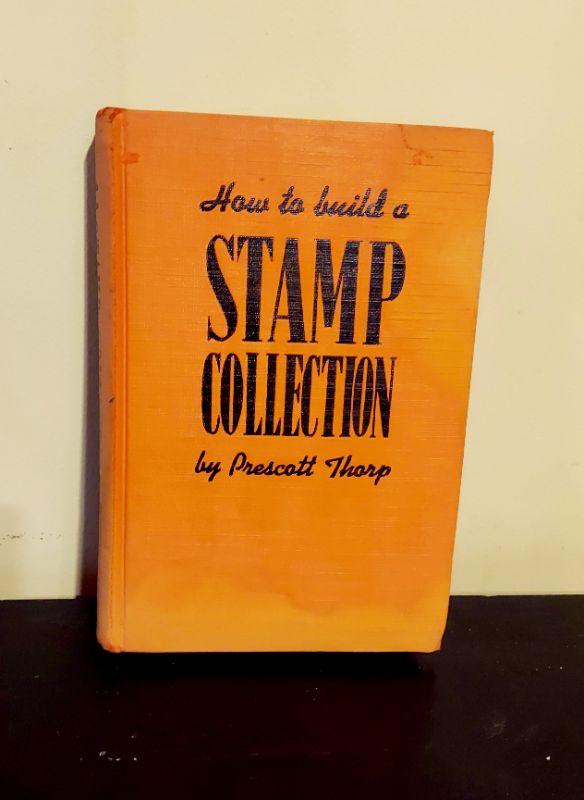 How to build a
STAMP
COLLECTION
by Prescott Thorp